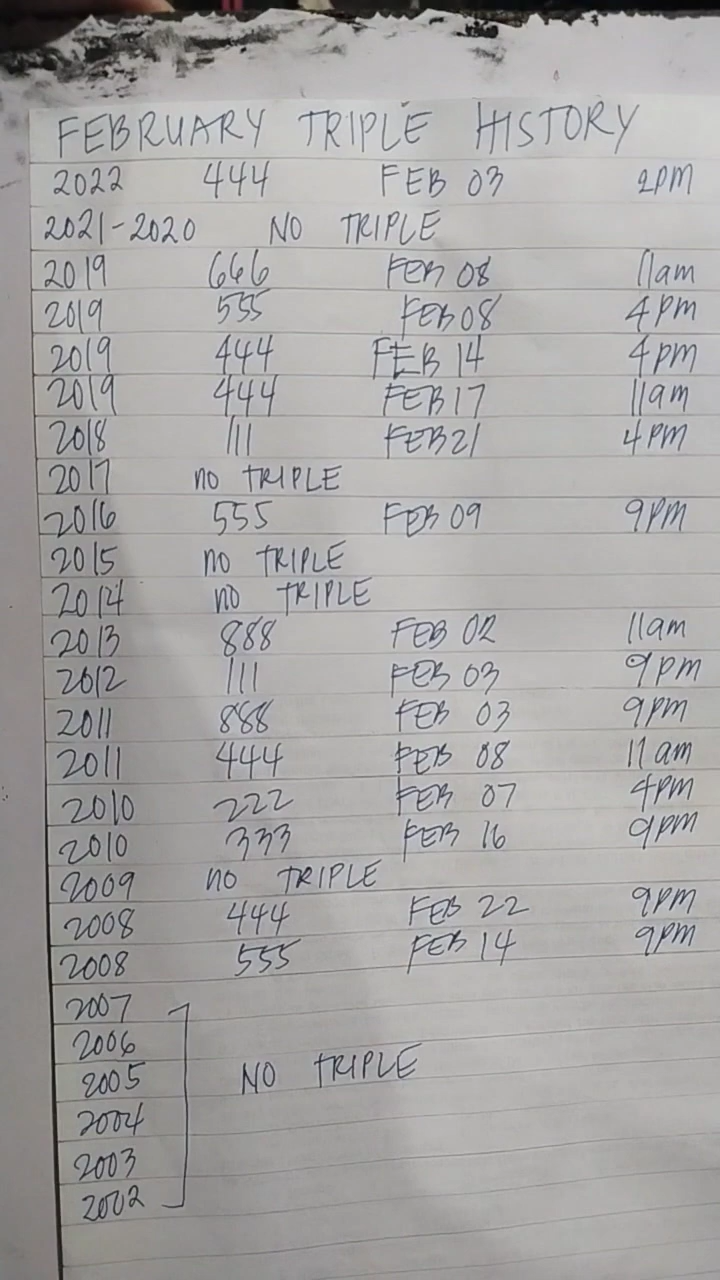 FEBRUARY TRIPLE HISTORY
2022 444 FEB 03 2PM
2021-2020 NO TRIPLE
2019 666 FEB 08 11am
2019 555 FEB 08 4PM
2019 444 FEB 14 4PM
2019 444 FEB 17 11am
2018 111 FEB 21 4PM
2017 no TRIPLE
2016 555 FEB 09 9PM
2015 no TRIPLE
2014 no TRIPLE
2013 888 FEB 02 11am
2012 111 FEB 03 9pm
2011 888 FEB 03 9pm
2011 444 FEB 08 11am
2010 222 FEB 07 4PM
2010 333 FEB 16 9PM
2009 no TRIPLE
2008 444 FEB 22 9PM
2008 555 FEB 14 9PM
2007
2006
2005 NO TRIPLE
2004
2003
2002